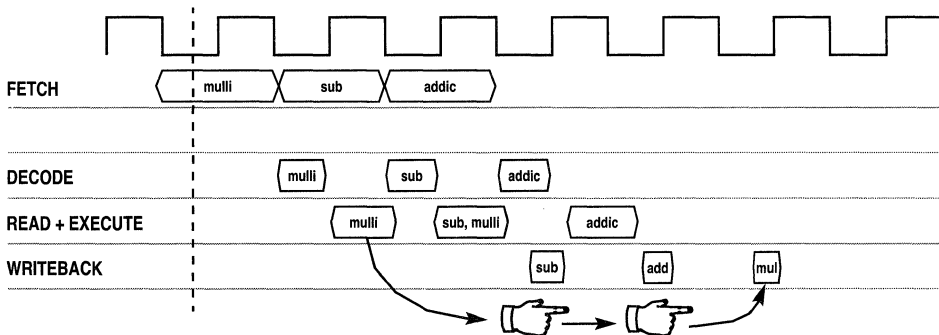 FETCH mulli sub addic
DECODE mulli sub addic
READ + EXECUTE mulli sub, mulli addic
WRITEBACK sub add mul